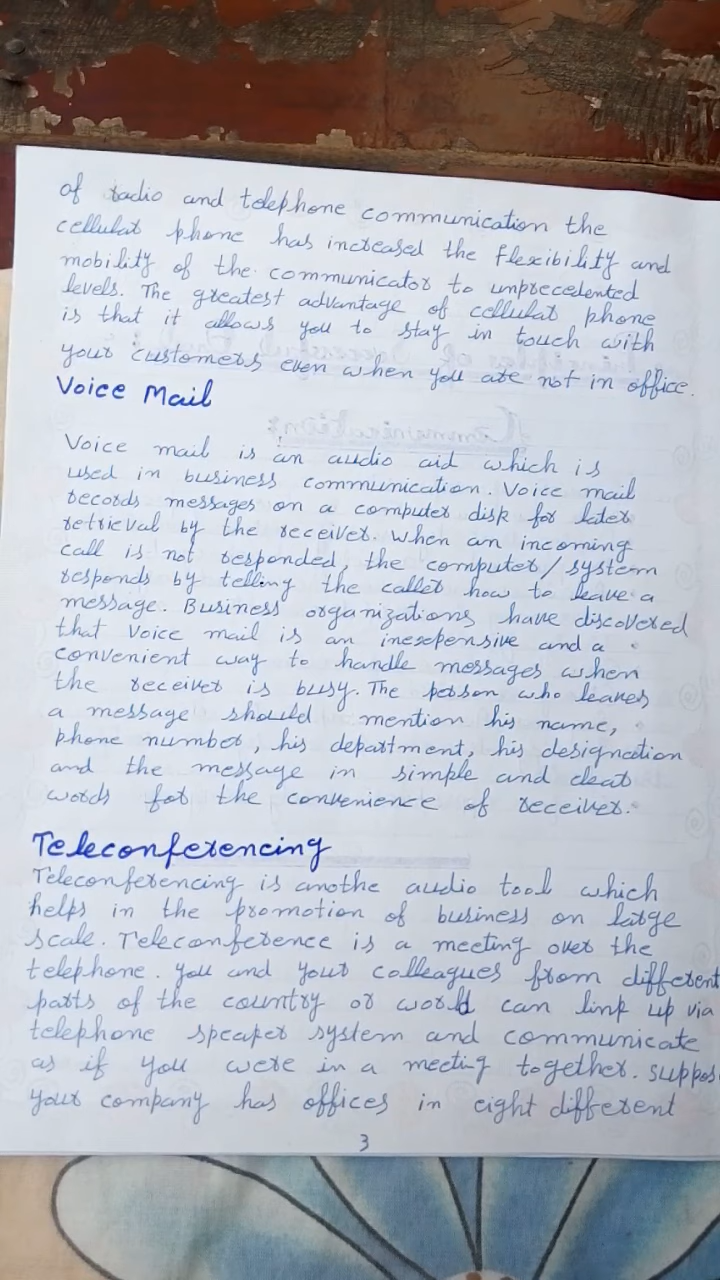 of radio and telephone communication the
cellular phone has increased the flexibility and
mobility of the communicator to unprecedented
levels. The greatest advantage of cellular phone
is that it allows you to stay in touch with
your customers even when you are not in office.
Voice Mail
Voice mail is an audio aid which is
used in business communication. Voice mail
records messages on a computer disk for later
retrieval by the receiver. When an incoming
call is not responded, the computer/system
responds by telling the caller how to leave a
message. Business organizations have discovered
that Voice mail is an inexpensive and a
convenient way to handle messages when
the receiver is busy. The person who leaves
a message should mention his name,
phone number, his department, his designation
and the message in simple and clear
words for the convenience of receiver.
Teleconferencing
Teleconferencing is anothe audio tool which
helps in the promotion of business on large
scale. Teleconference is a meeting over the
telephone. you and your colleagues from different
parts of the country or world can link up via
telephone speaker system and communicate
as if you were in a meeting together. suppos
your company has offices in eight different
3